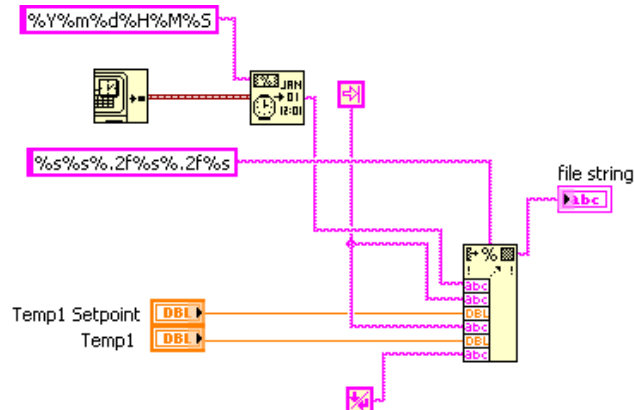 %Y%m%d%H%M%S
JAN
01
12:01
%s%s%.2f%s%.2f%s
file string
abc
%
! !
abc
abc
Temp1 Setpoint DBL DBL
abc
Temp1 DBL DBL
abc